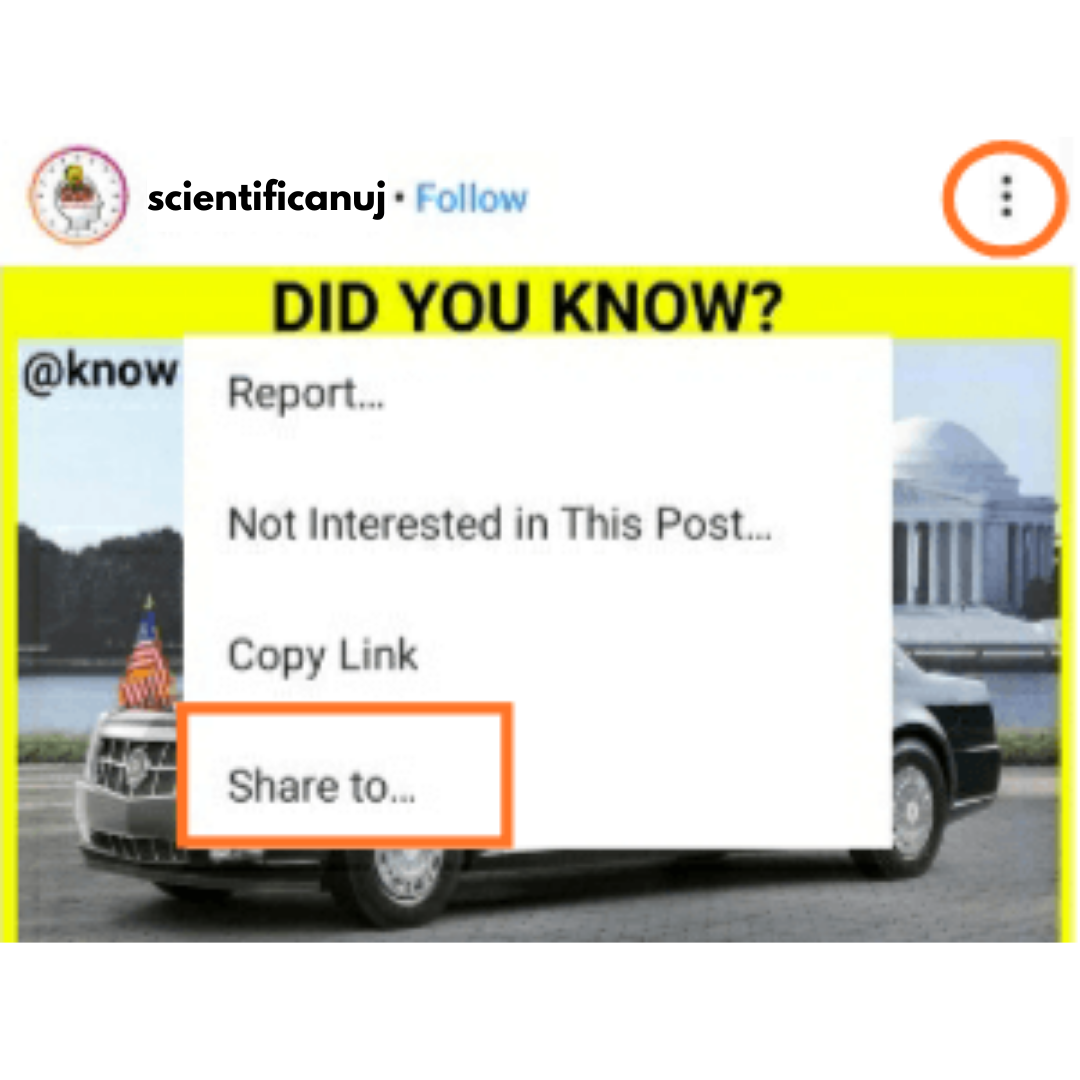 scientificanuj • Follow
DID YOU KNOW?
@know
Report...
Not Interested in This Post...
Copy Link
Share to...